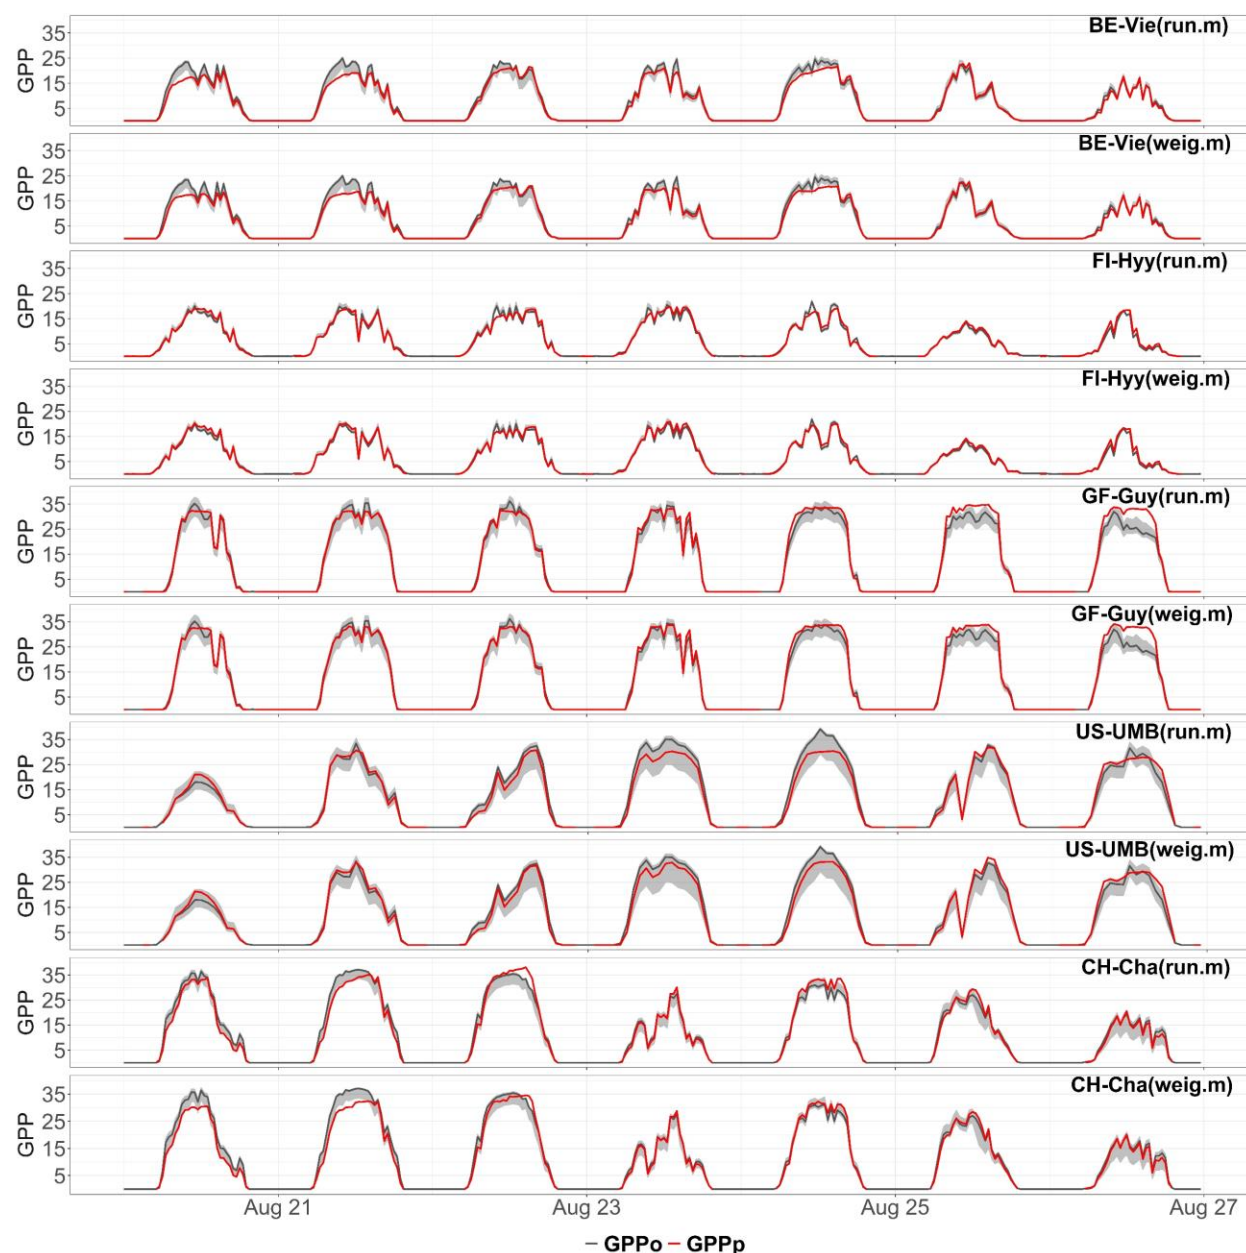 BE-Vie(run.m)
GPP
35
25
15
5
BE-Vie(weig.m)
GPP
35
25
15
5
FI-Hyy(run.m)
GPP
35
25
15
5
FI-Hyy(weig.m)
GPP
35
25
15
5
GF-Guy(run.m)
GPP
35
25
15
5
GF-Guy(weig.m)
GPP
35
25
15
5
US-UMB(run.m)
GPP
35
25
15
5
US-UMB(weig.m)
GPP
35
25
15
5
CH-Cha(run.m)
GPP
35
25
15
5
CH-Cha(weig.m)
GPP
35
25
15
5
Aug 21 Aug 23 Aug 25 Aug 27
GPPo GPPp